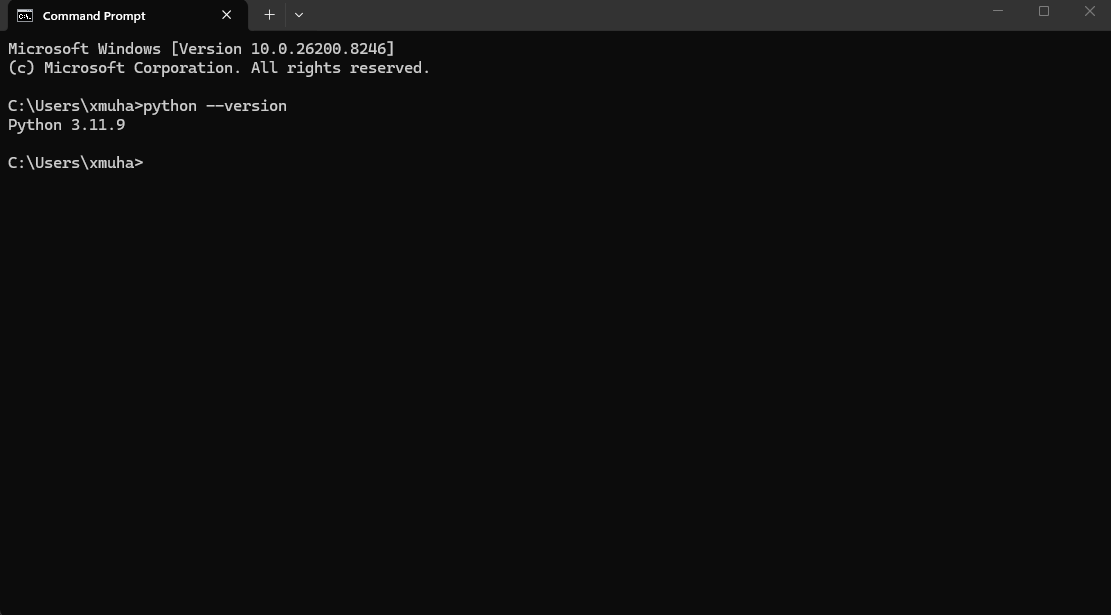 Command Prompt
Microsoft Windows [Version 10.0.26200.8246]
(c) Microsoft Corporation. All rights reserved.
C:\Users\xmuha>python --version
Python 3.11.9
C:\Users\xmuha>